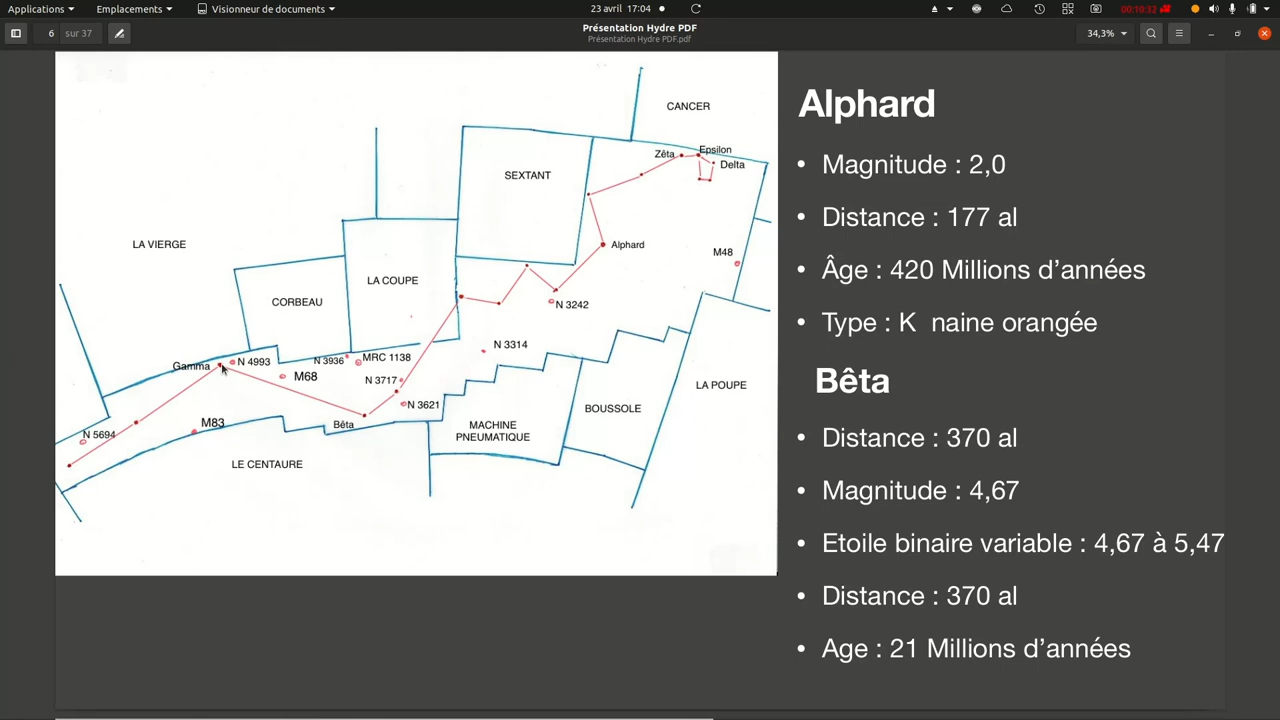 Applications
Emplacements
Visionneur de documents
23 avril 17:04
00:10:32
6 sur 37
Présentation Hydre PDF
Présentation Hydre PDF.pdf
34,3%
CANCER
Zêta
Epsilon
Delta
SEXTANT
LA VIERGE
Alphard
M48
LA COUPE
CORBEAU
N 3242
N 3314
Gamma
N 4993
N 3936
MRC 1138
M68
N 3717
LA POUPE
N 3621
BOUSSOLE
M83
Bêta
N 5694
MACHINE
PNEUMATIQUE
LE CENTAURE
Alphard
• Magnitude : 2,0
• Distance : 177 al
• Âge : 420 Millions d’années
• Type : K naine orangée
Bêta
• Distance : 370 al
• Magnitude : 4,67
• Etoile binaire variable : 4,67 à 5,47
• Distance : 370 al
• Age : 21 Millions d’années